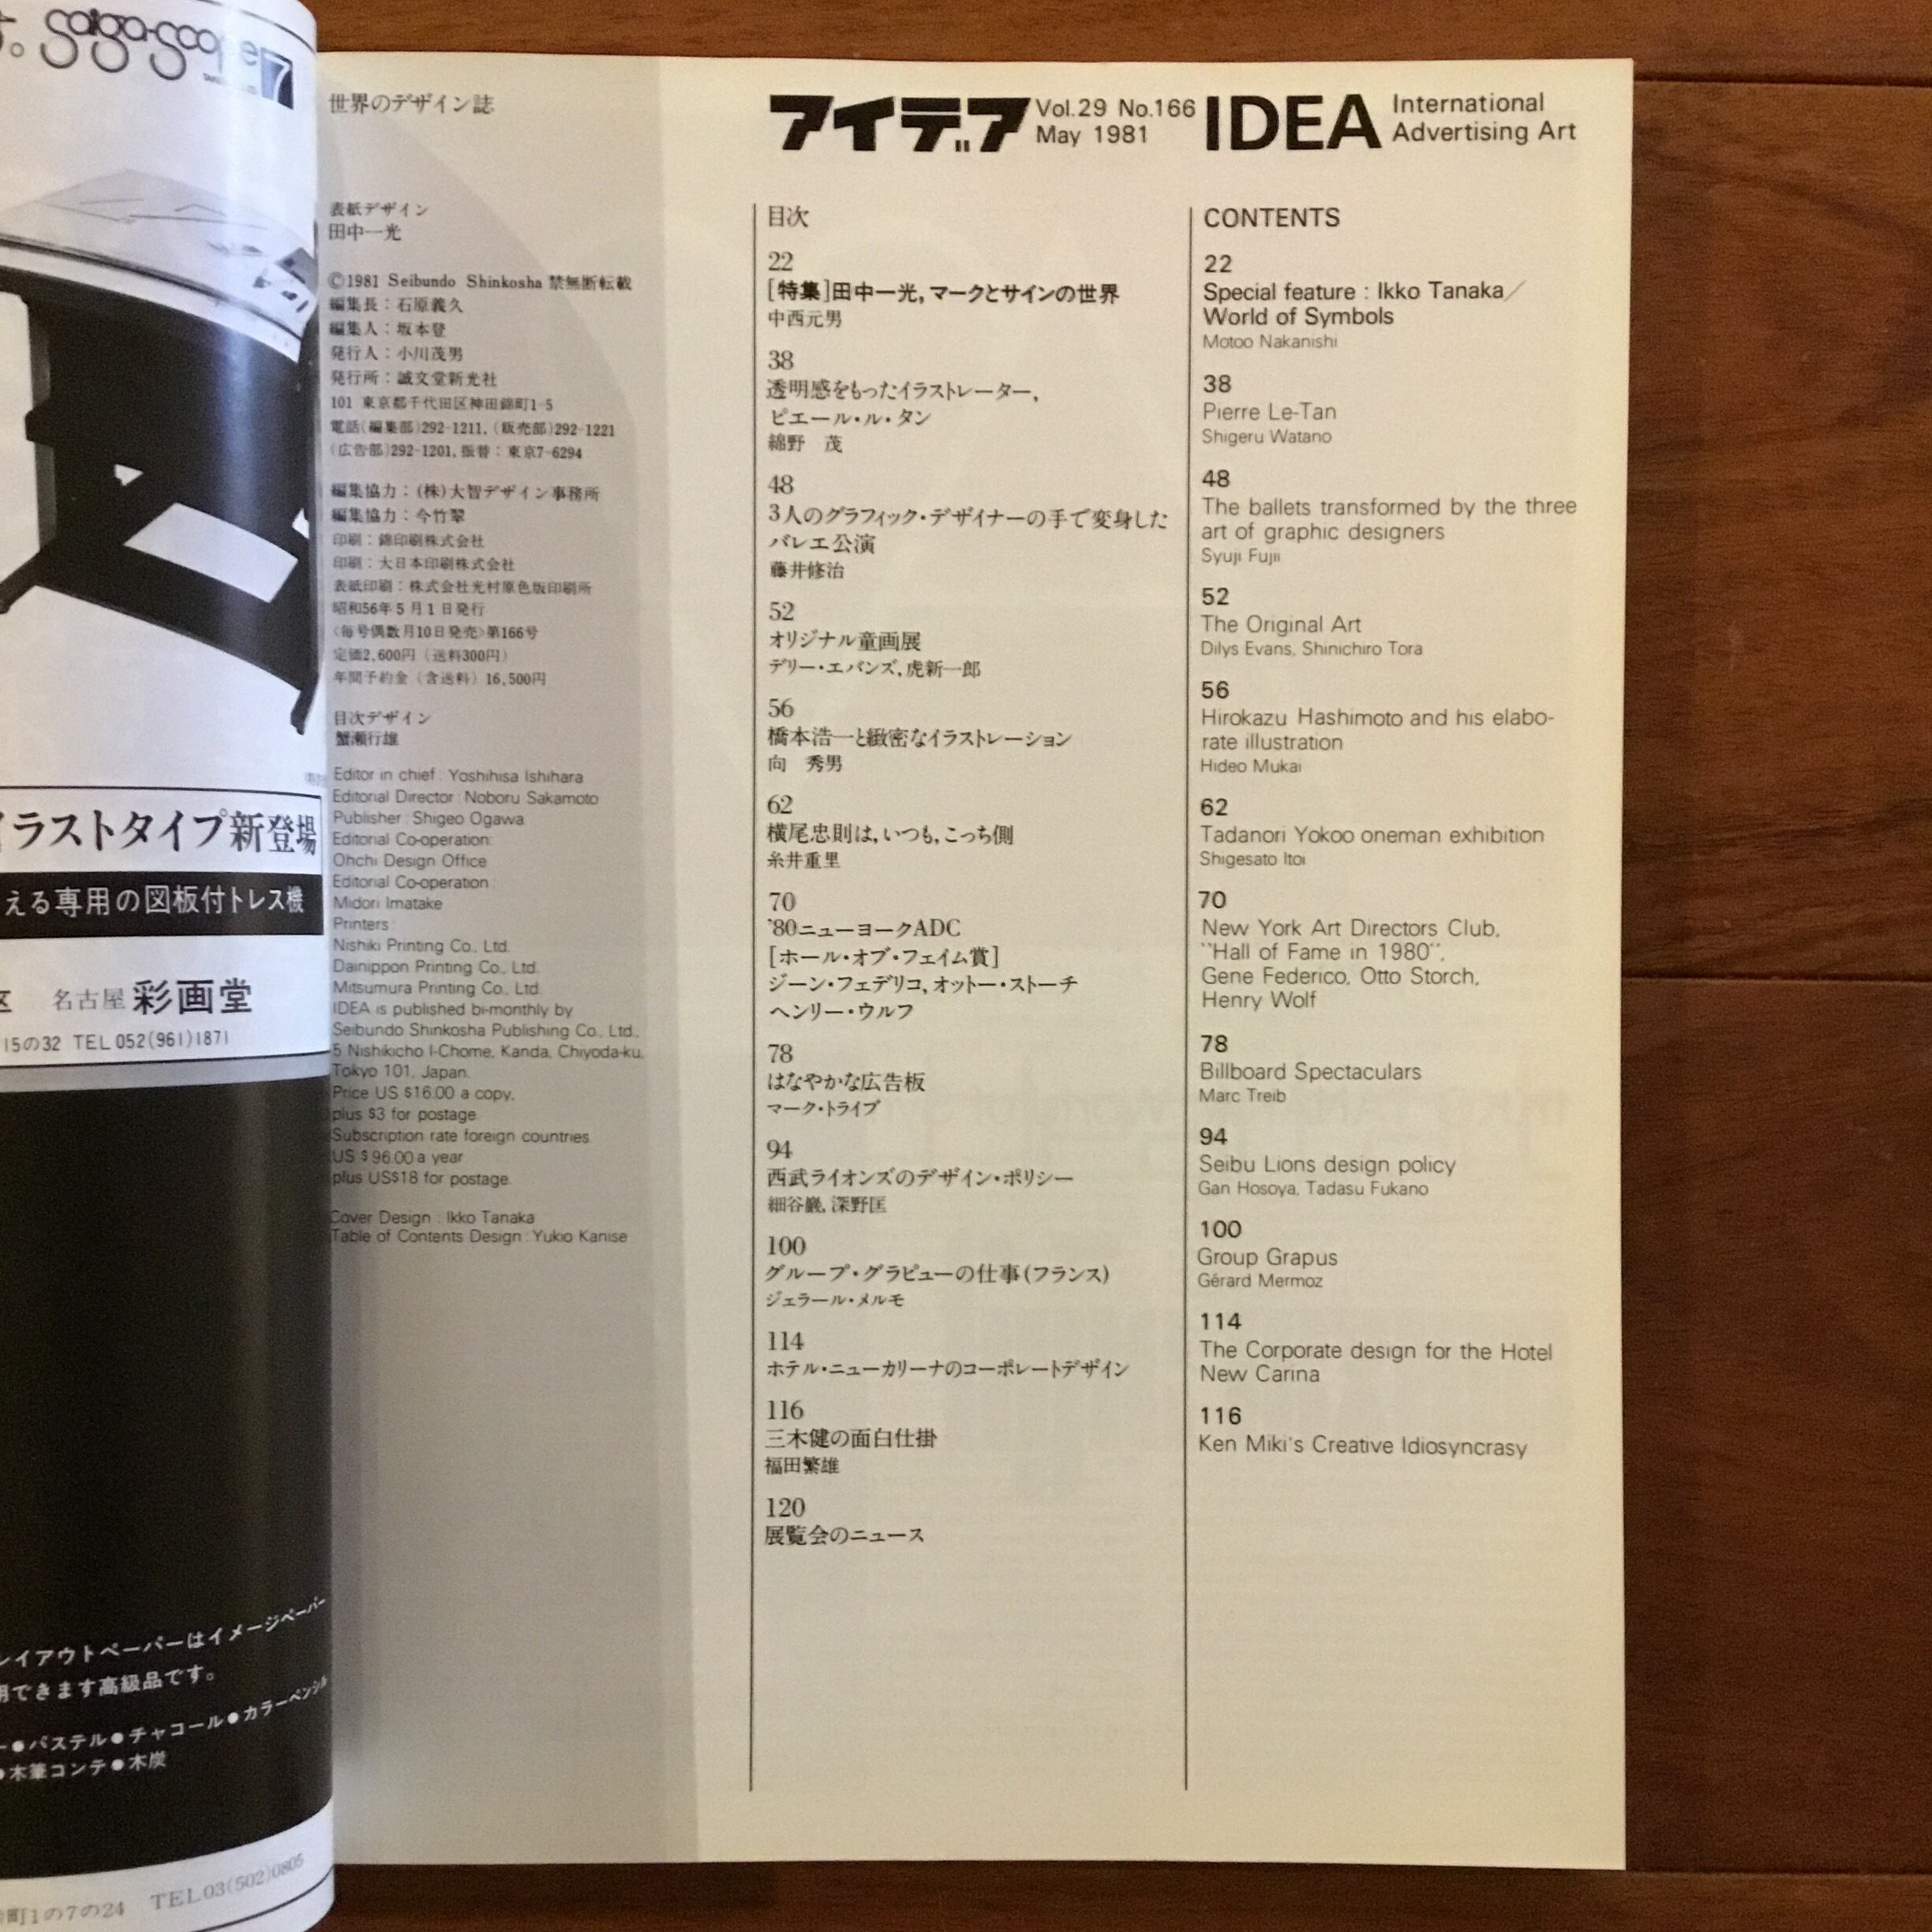 saiga-scope
7
イラストタイプ新登場
える専用の図板付トレス機
区 名古屋 彩画堂
15の32 TEL 052(961)1871
レイアウトペーパーはイメージペーパー
用できます高級品です。
●パステル●チャコール●カラーペンシル
●木筆コンテ●木炭
町1の7の24 TEL 03(502)0805
世界のデザイン誌
表紙デザイン
田中一光
©1981 Seibundo Shinkosha 禁無断転載
編集長：石原義久
編集人：坂本登
発行人：小川茂男
発行所：誠文堂新光社
101 東京都千代田区神田錦町1-5
電話(編集部)292-1211, (販売部)292-1221
(広告部)292-1201, 振替：東京7-6294
編集協力：(株)大智デザイン事務所
編集協力：今竹翠
印刷：錦印刷株式会社
印刷：大日本印刷株式会社
表紙印刷：株式会社光村原色版印刷所
昭和56年5月1日発行
〈毎号偶数月10日発売〉第166号
定価2,600円（送料300円）
年間予約金（含送料）16,500円
目次デザイン
蟹瀬行雄
Editor in chief : Yoshihisa Ishihara
Editorial Director : Noboru Sakamoto
Publisher : Shigeo Ogawa
Editorial Co-operation:
Ohchi Design Office
Editorial Co-operation:
Midori Imatake
Printers:
Nishiki Printing Co., Ltd.
Dainippon Printing Co., Ltd.
Mitsumura Printing Co., Ltd.
IDEA is published bi-monthly by
Seibundo Shinkosha Publishing Co., Ltd.,
5 Nishikicho 1-Chome, Kanda, Chiyoda-ku,
Tokyo 101, Japan.
Price US $16.00 a copy,
plus $3 for postage.
Subscription rate foreign countries.
US $96.00 a year
plus US$18 for postage.
Cover Design : Ikko Tanaka
Table of Contents Design : Yukio Kanise
アイデア Vol.29 No.166
May 1981
IDEA International
Advertising Art
目次
22
[特集]田中一光, マークとサインの世界
中西元男
38
透明感をもったイラストレーター,
ピエール・ル・タン
綿野 茂
48
3人のグラフィック・デザイナーの手で変身した
バレエ公演
藤井修治
52
オリジナル童画展
デリー・エバンズ, 虎新一郎
56
橋本浩一と緻密なイラストレーション
向 秀男
62
横尾忠則は, いつも, こっち側
糸井重里
70
'80ニューヨークADC
[ホール・オブ・フェイム賞]
ジーン・フェデリコ, オットー・ストーチ
ヘンリー・ウルフ
78
はなやかな広告板
マーク・トライブ
94
西武ライオンズのデザイン・ポリシー
細谷巖, 深野匡
100
グループ・グラピューの仕事(フランス)
ジェラール・メルモ
114
ホテル・ニューカリーナのコーポレートデザイン
116
三木健の面白仕掛
福田繁雄
120
展覧会のニュース
CONTENTS
22
Special feature : Ikko Tanaka／
World of Symbols
Motoo Nakanishi
38
Pierre Le-Tan
Shigeru Watano
48
The ballets transformed by the three
art of graphic designers
Syuji Fujii
52
The Original Art
Dilys Evans, Shinichiro Tora
56
Hirokazu Hashimoto and his elabo-
rate illustration
Hideo Mukai
62
Tadanori Yokoo oneman exhibition
Shigesato Itoi
70
New York Art Directors Club,
"Hall of Fame in 1980",
Gene Federico, Otto Storch,
Henry Wolf
78
Billboard Spectaculars
Marc Treib
94
Seibu Lions design policy
Gan Hosoya, Tadasu Fukano
100
Group Grapus
Gérard Mermoz
114
The Corporate design for the Hotel
New Carina
116
Ken Miki's Creative Idiosyncrasy